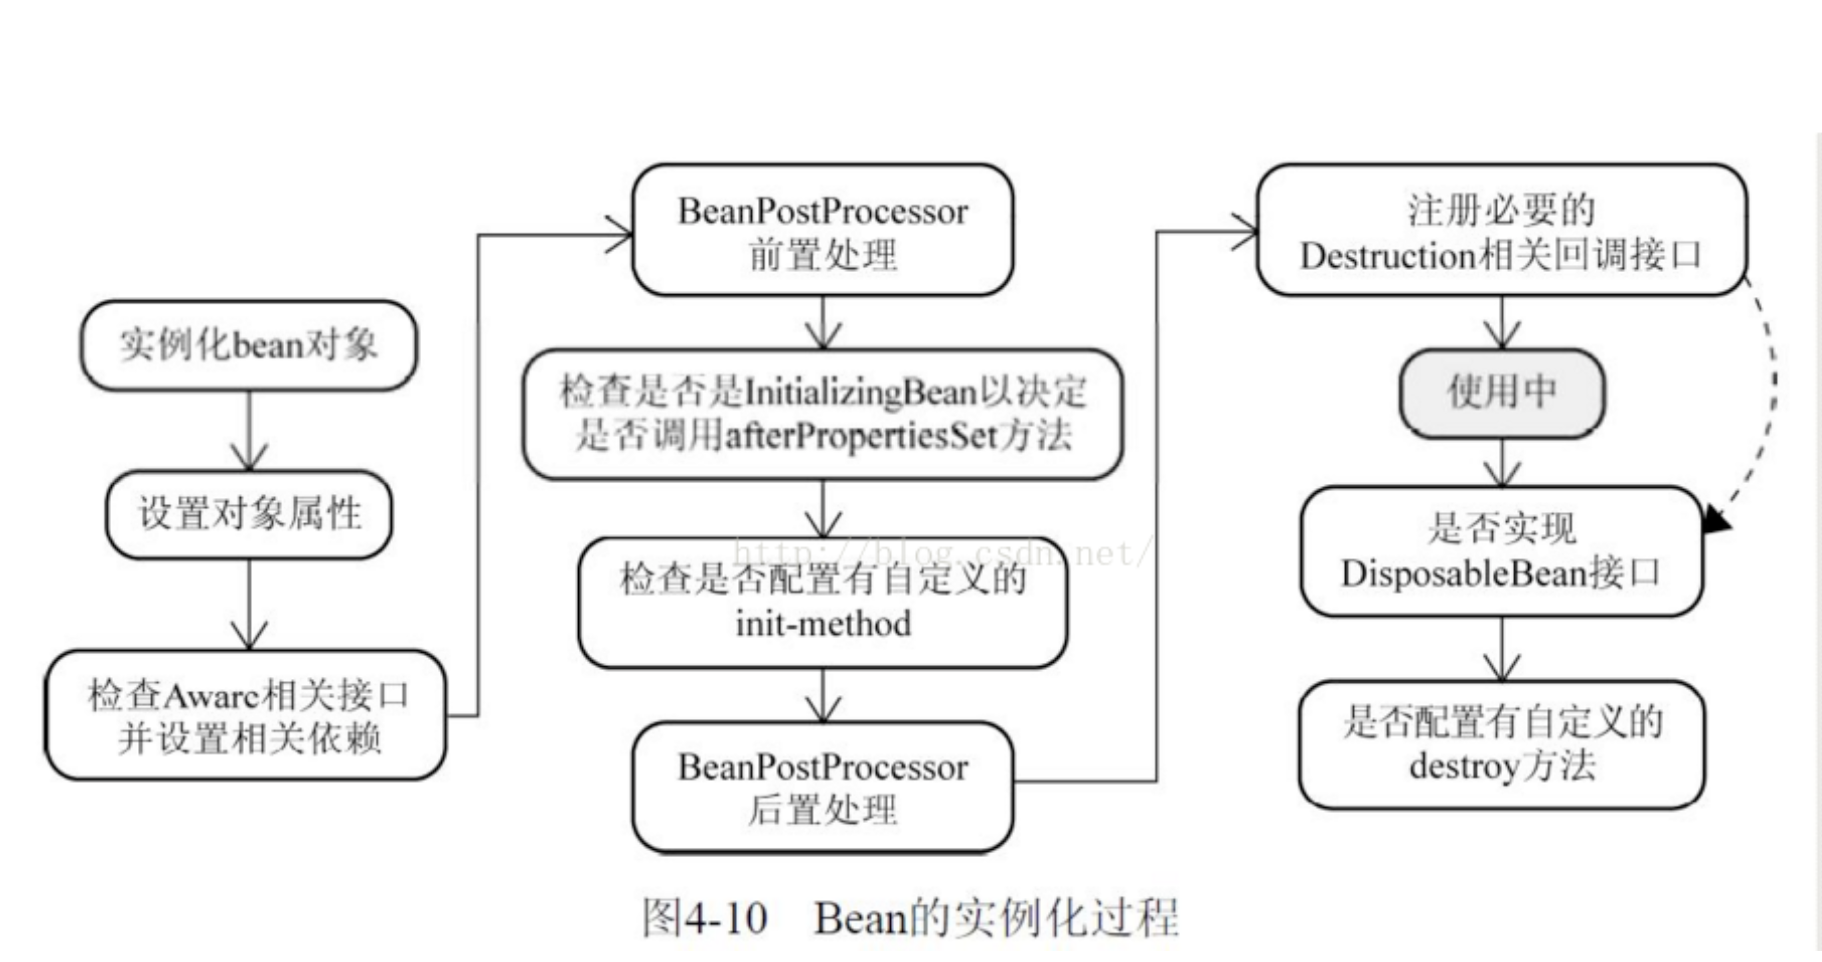 实例化bean对象
设置对象属性
检查Aware相关接口
并设置相关依赖
BeanPostProcessor
前置处理
检查是否是InitializingBean以决定
是否调用afterPropertiesSet方法
http://blog.csdn.net/
检查是否配置有自定义的
init-method
BeanPostProcessor
后置处理
注册必要的
Destruction相关回调接口
使用中
是否实现
DisposableBean接口
是否配置有自定义的
destroy方法
图4-10 Bean的实例化过程